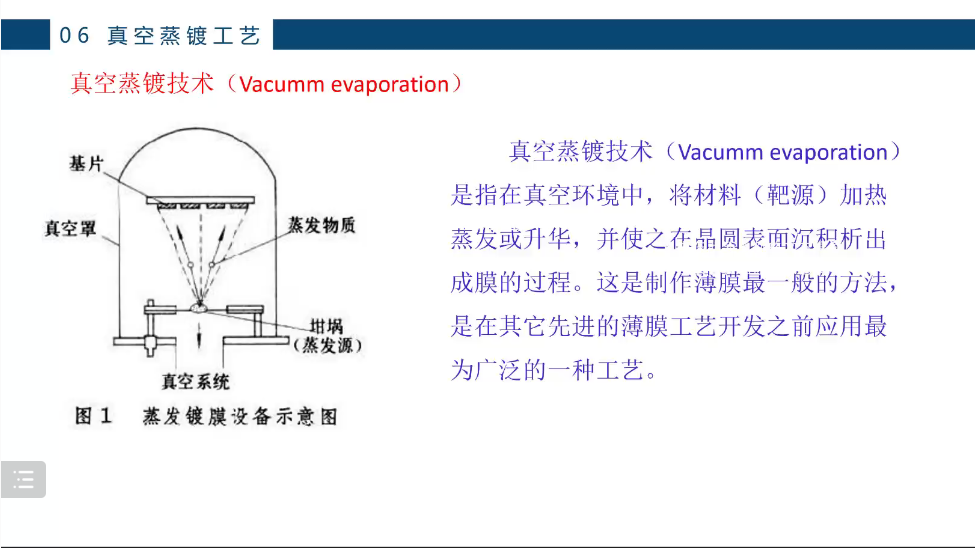 06 真空蒸镀工艺
真空蒸镀技术（Vacumm evaporation）
基片
真空罩
蒸发物质
坩埚
(蒸发源)
真空系统
图 1 蒸发镀膜设备示意图
真空蒸镀技术（Vacumm evaporation）
是指在真空环境中，将材料（靶源）加热
蒸发或升华，并使之在晶圆表面沉积析出
成膜的过程。这是制作薄膜最一般的方法，
是在其它先进的薄膜工艺开发之前应用最
为广泛的一种工艺。